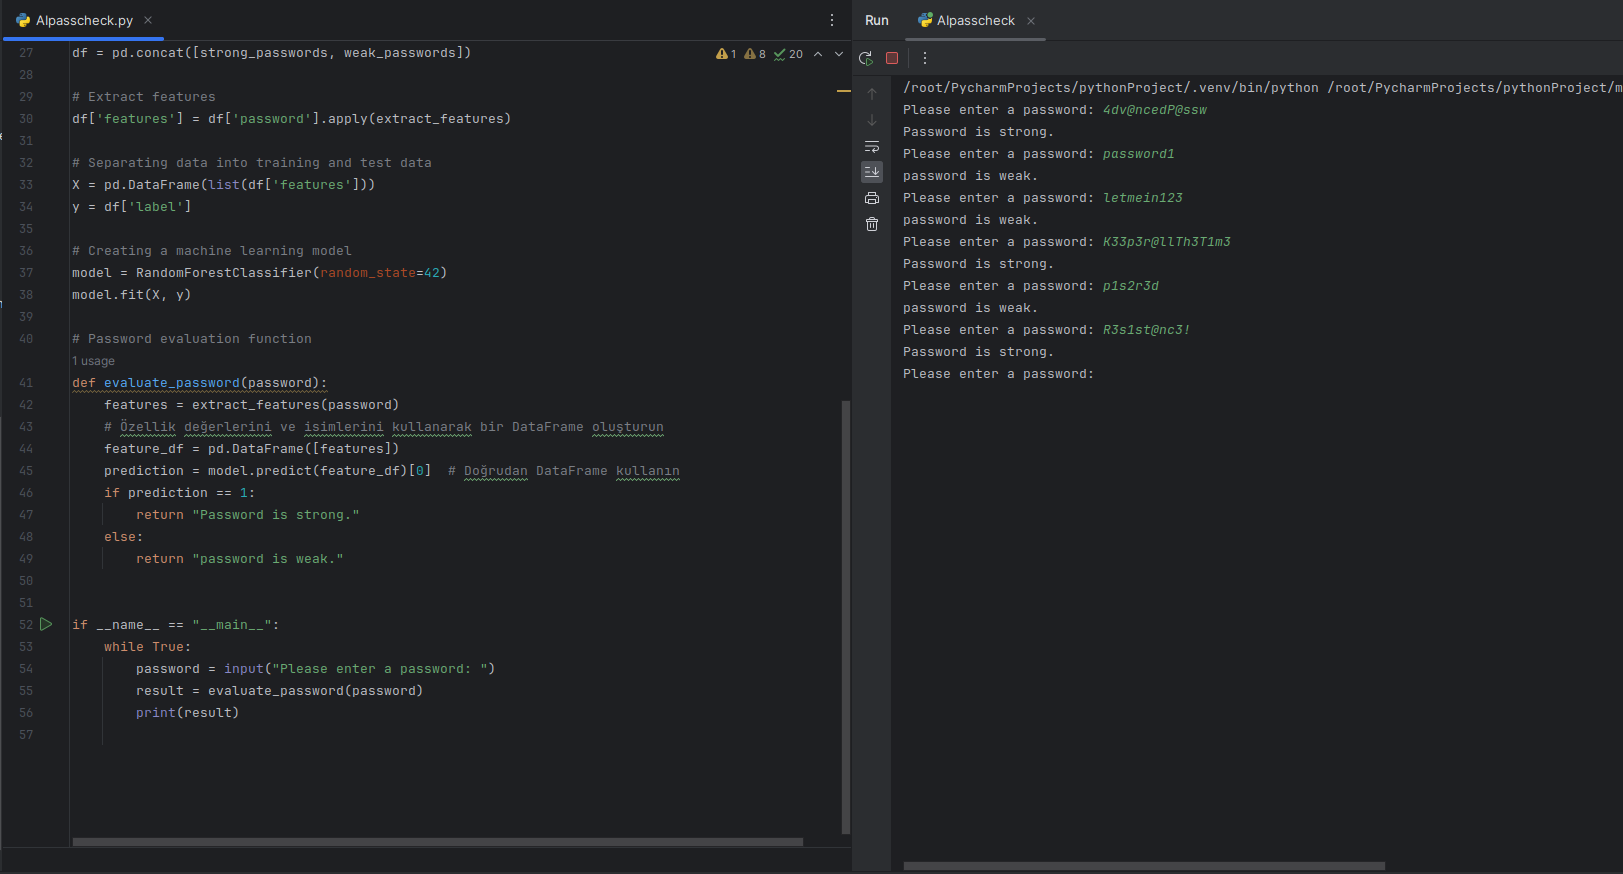 AIpasscheck.py
1 8 20
27 df = pd.concat([strong_passwords, weak_passwords])
28
29 # Extract features
30 df['features'] = df['password'].apply(extract_features)
31
32 # Separating data into training and test data
33 X = pd.DataFrame(list(df['features']))
34 y = df['label']
35
36 # Creating a machine learning model
37 model = RandomForestClassifier(random_state=42)
38 model.fit(X, y)
39
40 # Password evaluation function
1 usage
41 def evaluate_password(password):
42 features = extract_features(password)
43 # Özellik değerlerini ve isimlerini kullanarak bir DataFrame oluşturun
44 feature_df = pd.DataFrame([features])
45 prediction = model.predict(feature_df)[0] # Doğrudan DataFrame kullanın
46 if prediction == 1:
47 return "Password is strong."
48 else:
49 return "password is weak."
50
51
52 if __name__ == "__main__":
53 while True:
54 password = input("Please enter a password: ")
55 result = evaluate_password(password)
56 print(result)
57
Run AIpasscheck
/root/PycharmProjects/pythonProject/.venv/bin/python /root/PycharmProjects/pythonProject/m
Please enter a password: 4dv@ncedP@ssw
Password is strong.
Please enter a password: password1
password is weak.
Please enter a password: letmein123
password is weak.
Please enter a password: K33p3r@llTh3T1m3
Password is strong.
Please enter a password: p1s2r3d
password is weak.
Please enter a password: R3s1st@nc3!
Password is strong.
Please enter a password: